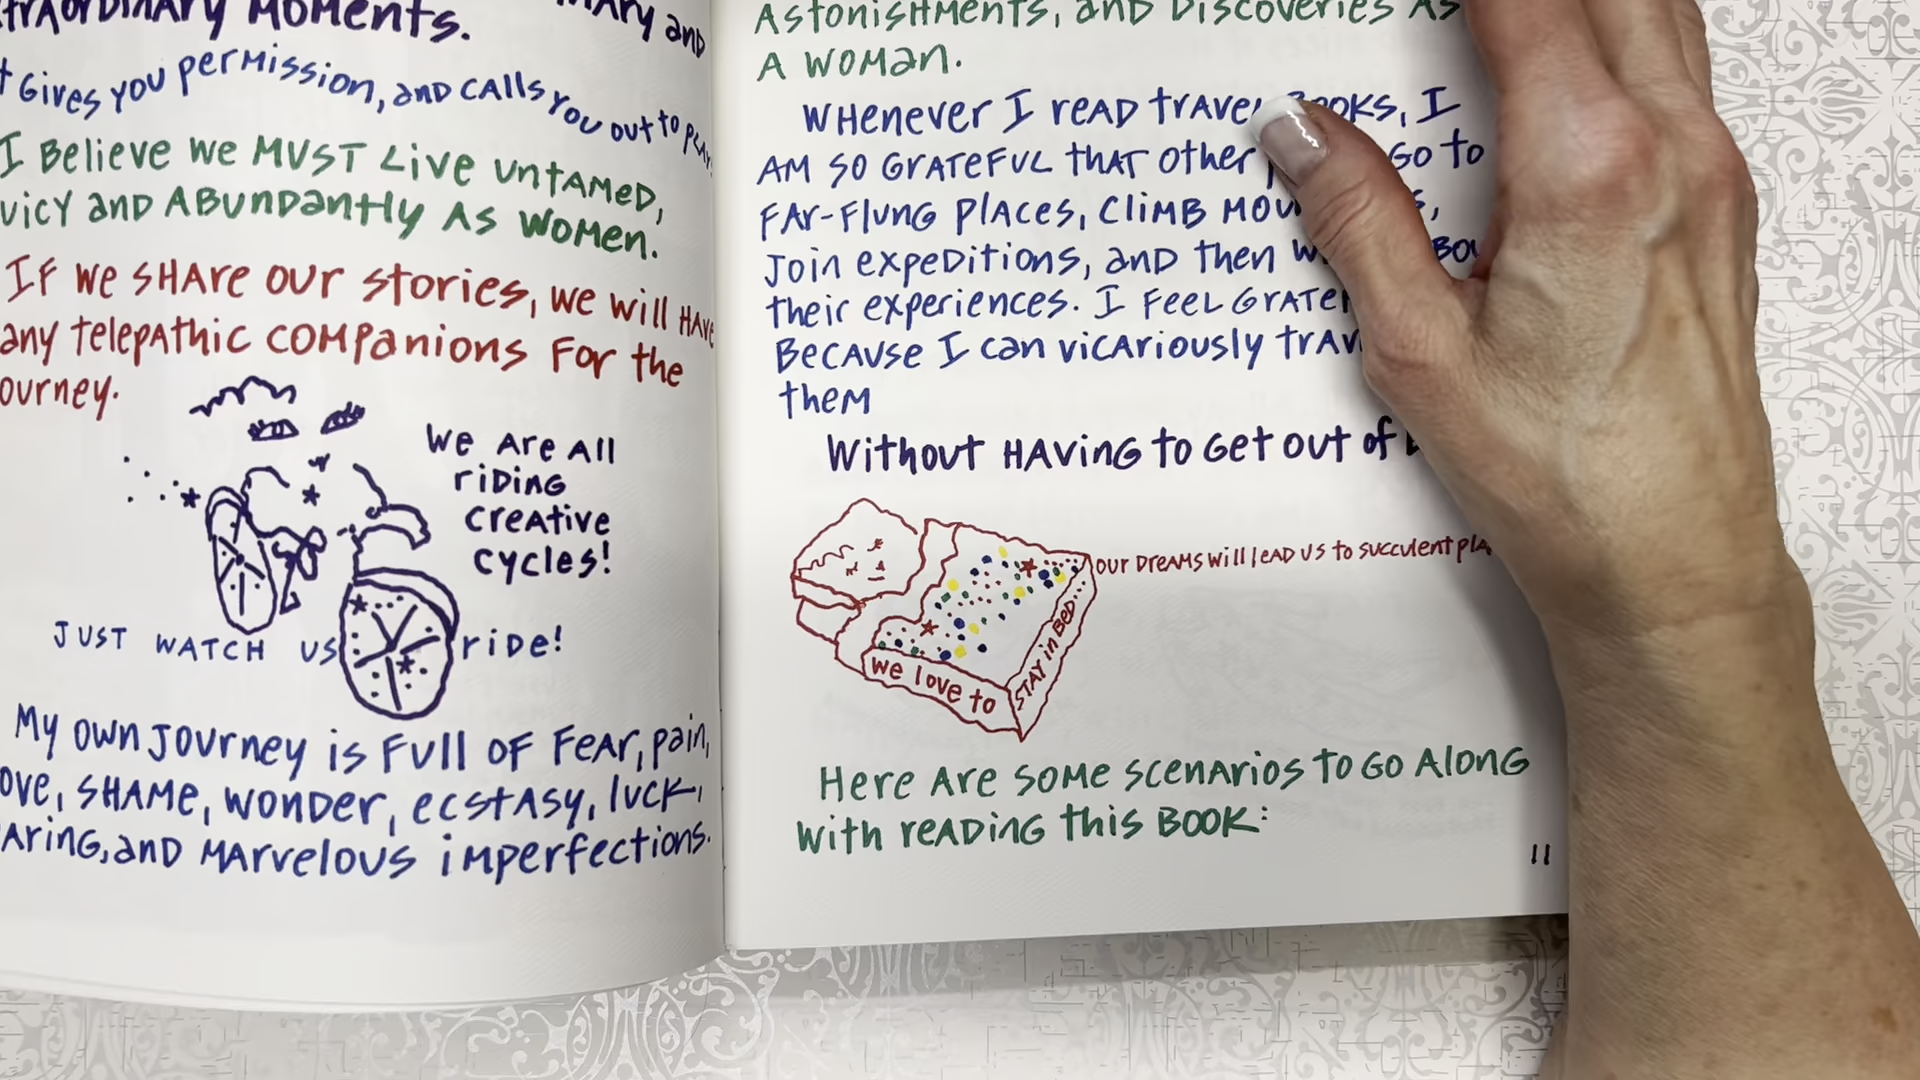 Moments.
ary and
Gives you permission, and calls you out to play
I Believe we MUST Live untamed,
and Abundantly As Women.
If we share our stories, we will have
any telepathic companions for the
ourney.
We are all
riding
creative
cycles!
Just watch us ride!
My own journey is full of fear, pain,
ove, shame, wonder, ecstasy, luck,
aring, and marvelous imperfections.
Astonishments, and Discoveries As
A woman.
Whenever I read travel books, I
am so grateful that other go to
far-flung places, climb
join expeditions, and then
their experiences. I feel
Because I can vicariously
them
Without having to get out of
Our dreams will lead us to succulent
We love to
stay in bed...
Here are some scenarios to go along
with reading this book:
11